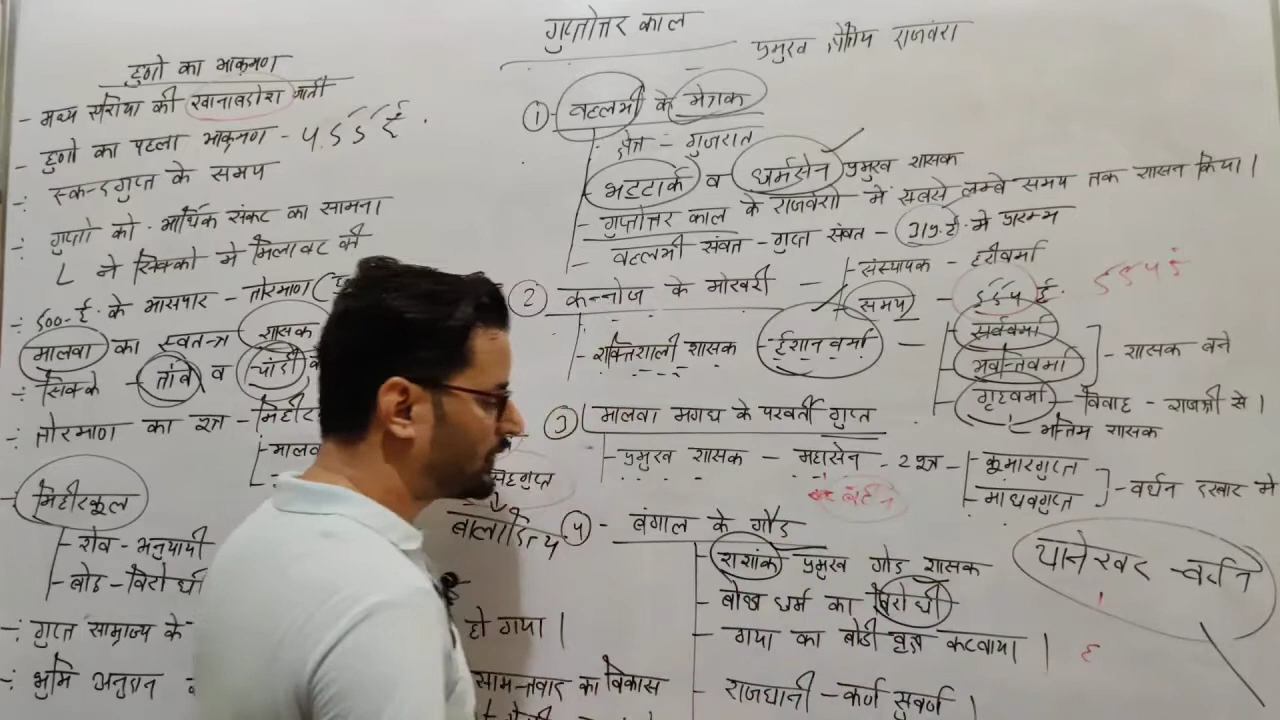 गुप्तोत्तर काल
प्रमुख क्षेत्रिय राजवंश
हुणो का आक्रमण
- मध्य एशिया की खानाबदोश जाती
- हुणो का पहला आक्रमण - 455 ई.
÷ स्कन्डगुप्त के समय
÷ गुप्तो को आर्थिक संकट का सामना
L ने सिक्को मे मिलावट की
÷ 500 ई. के आसपास - तोरमाण (
मालवा का स्वतन्त्र शासक
÷ सिक्के - तांबे व चांदी के
÷ तोरमाण का पुत्र - मिहिर
- मालव
- मिहीरकूल
- शैव - अनुयायी
- बोद्ध - विरोधी
÷ गुप्त साम्राज्य के
हो गया |
÷ भुमि अनुदान
सामन्तवाद का विकास
सिहगुप्त
बालादित्य
① वल्लभी के मैत्रक
क्षेत्र - गुजरात
- भट्टार्क व धर्मसेन प्रमुख शासक
- गुप्तोत्तर काल के राजवंशो मे सबसे लम्बे समय तक शासन किया |
- वल्लभी संवत - गुप्त संवत - 319 ई. मे प्रारम्भ
② कन्नोज के मोखरी - संस्थापक - हरीवर्मा
समय - 554 ई. 554 ई
- शक्तिशाली शासक ईशानवर्मा - सर्ववर्मा
- अवन्तिवर्मा ] - शासक बने
- गृहवर्मा - विवाह - राजश्री से |
अन्तिम शासक
③ मालवा मगध के परवर्ती गुप्त
- प्रमुख शासक - महासेन - 2 पुत्र - कुमारगुप्त
- माधवगुप्त ] - वर्धन दरबार मे
④ - बंगाल के गौड
- शशांक प्रमुख गोड शासक
- बोद्ध धर्म का विरोधी
- गया का बोधी वृक्ष कटवाया |
- राजधानी - कर्ण सुवर्ण |
थानेश्वर - वर्धन